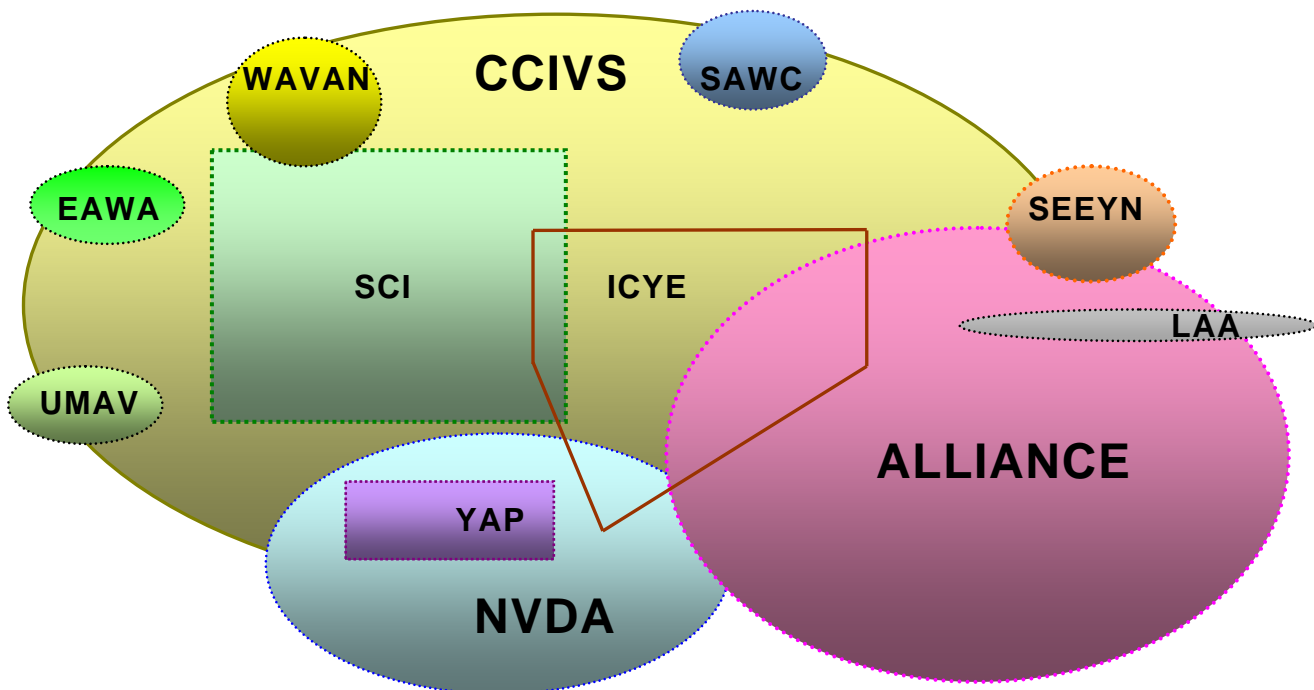 CCIVS
WAVAN
SAWC
EAWA
SEEYN
SCI
ICYE
LAA
UMAV
ALLIANCE
YAP
NVDA